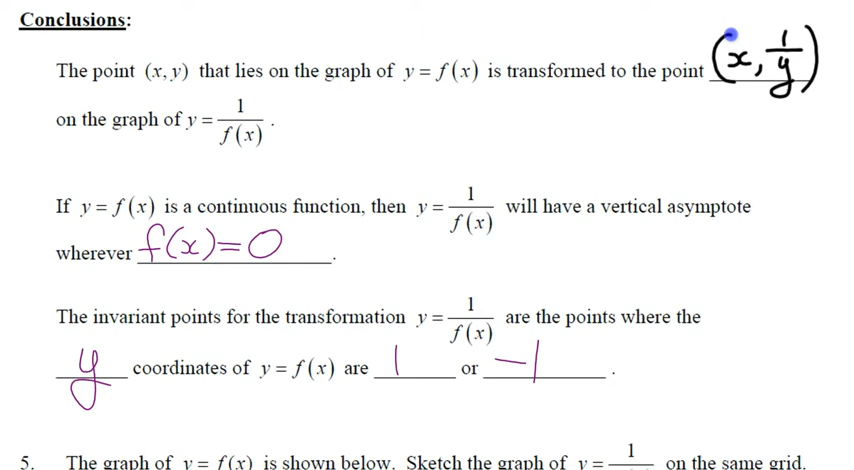 Conclusions:
The point (x, y) that lies on the graph of y = f(x) is transformed to the point (x, 1/y)
on the graph of y = 1/f(x) .
If y = f(x) is a continuous function, then y = 1/f(x) will have a vertical asymptote
wherever f(x) = 0 .
The invariant points for the transformation y = 1/f(x) are the points where the
y coordinates of y = f(x) are 1 or -1 .
5. The graph of y = f(x) is shown below. Sketch the graph of y = 1/ on the same grid.